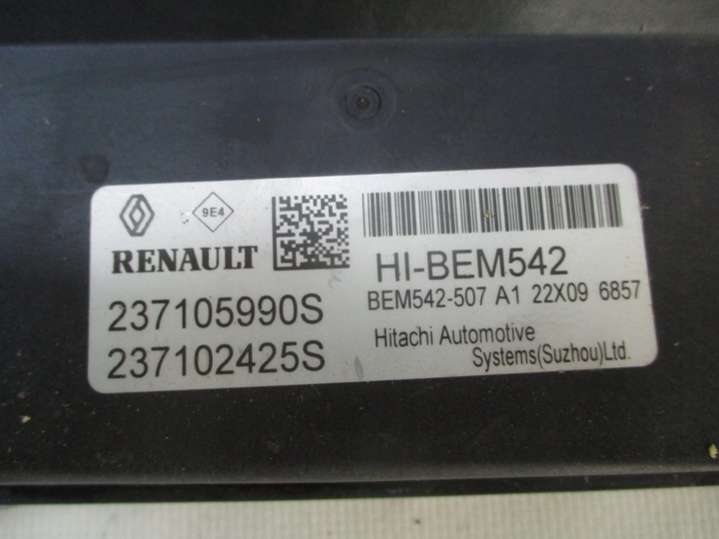 9E4
RENAULT
237105990S
237102425S
HI-BEM542
BEM542-507 A1 22X09 6857
Hitachi Automotive
Systems(Suzhou)Ltd.